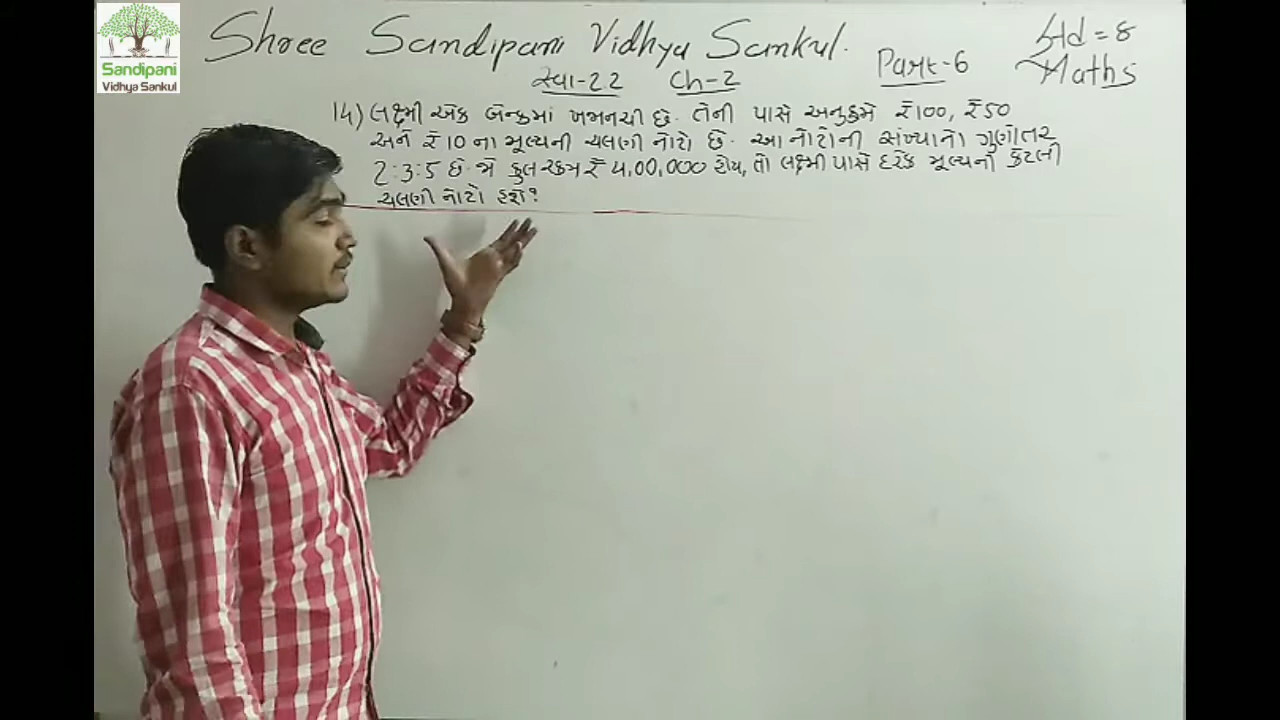 Sandipani
Vidhya Sankul
Shree Sandipani Vidhya Sankul.
Part-6
Std = 8
Maths
સ્વા-2.2 Ch-2
14) લક્ષ્મી એક બેન્કમાં ખજાનચી છે. તેની પાસે અનુક્રમે ₹100, ₹50
અને ₹10 ના મૂલ્યની ચલણી નોટો છે. આ નોટોની સંખ્યાનો ગુણોત્તર
2:3:5 છે. જો કુલ રકમ ₹ 4,00,000 હોય, તો લક્ષ્મી પાસે દરેક મૂલ્યની કેટલી
ચલણી નોટો હશે?